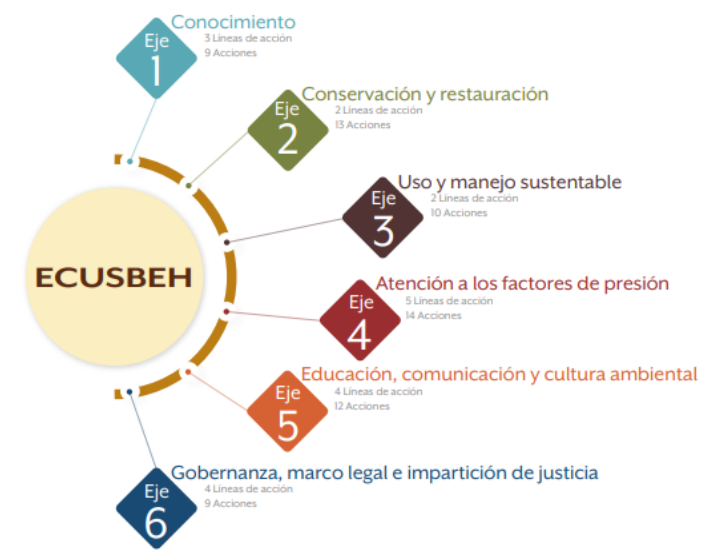 Conocimiento
Eje
1
3 Líneas de acción
9 Acciones
Conservación y restauración
Eje
2
2 Líneas de acción
13 Acciones
Uso y manejo sustentable
Eje
3
2 Líneas de acción
10 Acciones
ECUSBEH
Atención a los factores de presión
Eje
4
5 Líneas de acción
14 Acciones
Educación, comunicación y cultura ambiental
Eje
5
4 Líneas de acción
12 Acciones
Gobernanza, marco legal e impartición de justicia
Eje
6
4 Líneas de acción
9 Acciones